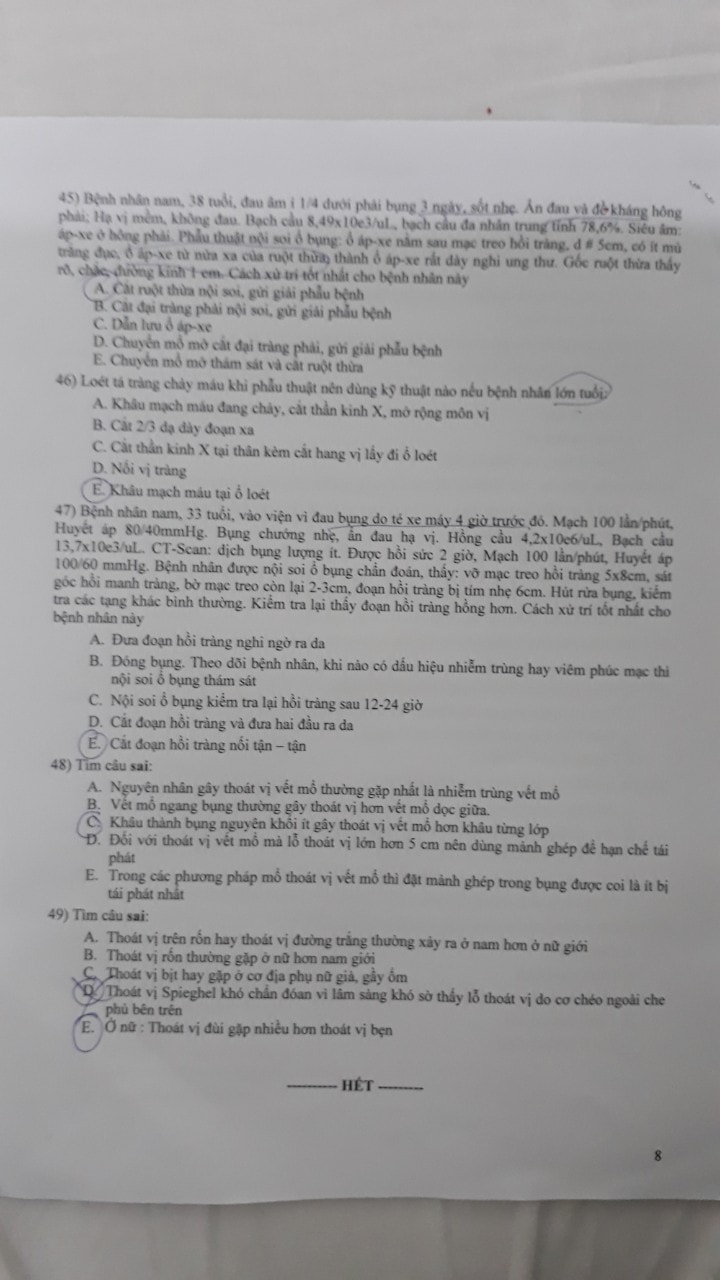 45) Bệnh nhân nam, 38 tuổi, đau âm ỉ 1/4 dưới phải bụng 3 ngày, sốt nhẹ. Ấn đau và đề kháng hông
phải; Hạ vị mềm, không đau. Bạch cầu 8,49x10e3/uL, bạch cầu đa nhân trung tính 78,6%. Siêu âm:
áp-xe ở hông phải. Phẫu thuật nội soi ổ bụng: ổ áp-xe nằm sau mạc treo hồi tràng, d # 5cm, có ít mủ
trắng đục, ổ áp-xe từ nửa xa của ruột thừa, thành ổ áp-xe rất dày nghi ung thư. Gốc ruột thừa thấy
rõ, chắc, đường kính 1 cm. Cách xử trí tốt nhất cho bệnh nhân này
A. Cắt ruột thừa nội soi, gửi giải phẫu bệnh
B. Cắt đại tràng phải nội soi, gửi giải phẫu bệnh
C. Dẫn lưu ổ áp-xe
D. Chuyển mổ mở cắt đại tràng phải, gửi giải phẫu bệnh
E. Chuyển mổ mở thám sát và cắt ruột thừa
46) Loét tá tràng chảy máu khi phẫu thuật nên dùng kỹ thuật nào nếu bệnh nhân lớn tuổi:
A. Khâu mạch máu đang chảy, cắt thần kinh X, mở rộng môn vị
B. Cắt 2/3 dạ dày đoạn xa
C. Cắt thần kinh X tại thân kèm cắt hang vị lấy đi ổ loét
D. Nối vị tràng
E. Khâu mạch máu tại ổ loét
47) Bệnh nhân nam, 33 tuổi, vào viện vì đau bụng do té xe máy 4 giờ trước đó. Mạch 100 lần/phút,
Huyết áp 80/40mmHg. Bụng chướng nhẹ, ấn đau hạ vị. Hồng cầu 4,2x10e6/uL, Bạch cầu
13,7x10e3/uL. CT-Scan: dịch bụng lượng ít. Được hồi sức 2 giờ, Mạch 100 lần/phút, Huyết áp
100/60 mmHg. Bệnh nhân được nội soi ổ bụng chẩn đoán, thấy: vỡ mạc treo hồi tràng 5x8cm, sát
góc hồi manh tràng, bờ mạc treo còn lại 2-3cm, đoạn hồi tràng bị tím nhẹ 6cm. Hút rửa bụng, kiểm
tra các tạng khác bình thường. Kiểm tra lại thấy đoạn hồi tràng hồng hơn. Cách xử trí tốt nhất cho
bệnh nhân này
A. Đưa đoạn hồi tràng nghi ngờ ra da
B. Đóng bụng. Theo dõi bệnh nhân, khi nào có dấu hiệu nhiễm trùng hay viêm phúc mạc thì
nội soi ổ bụng thám sát
C. Nội soi ổ bụng kiểm tra lại hồi tràng sau 12-24 giờ
D. Cắt đoạn hồi tràng và đưa hai đầu ra da
E. Cắt đoạn hồi tràng nối tận – tận
48) Tìm câu sai:
A. Nguyên nhân gây thoát vị vết mổ thường gặp nhất là nhiễm trùng vết mổ
B. Vết mổ ngang bụng thường gây thoát vị hơn vết mổ dọc giữa.
C. Khâu thành bụng nguyên khối ít gây thoát vị vết mổ hơn khâu từng lớp
D. Đối với thoát vị vết mổ mà lỗ thoát vị lớn hơn 5 cm nên dùng mảnh ghép để hạn chế tái
phát
E. Trong các phương pháp mổ thoát vị vết mổ thì đặt mảnh ghép trong bụng được coi là ít bị
tái phát nhất
49) Tìm câu sai:
A. Thoát vị trên rốn hay thoát vị đường trắng thường xảy ra ở nam hơn ở nữ giới
B. Thoát vị rốn thường gặp ở nữ hơn nam giới
C. Thoát vị bịt hay gặp ở cơ địa phụ nữ già, gầy ốm
D. Thoát vị Spieghel khó chẩn đóan vì lâm sàng khó sờ thấy lỗ thoát vị do cơ chéo ngoài che
phủ bên trên
E. Ở nữ : Thoát vị đùi gặp nhiều hơn thoát vị bẹn
---------- HẾT ---------
8